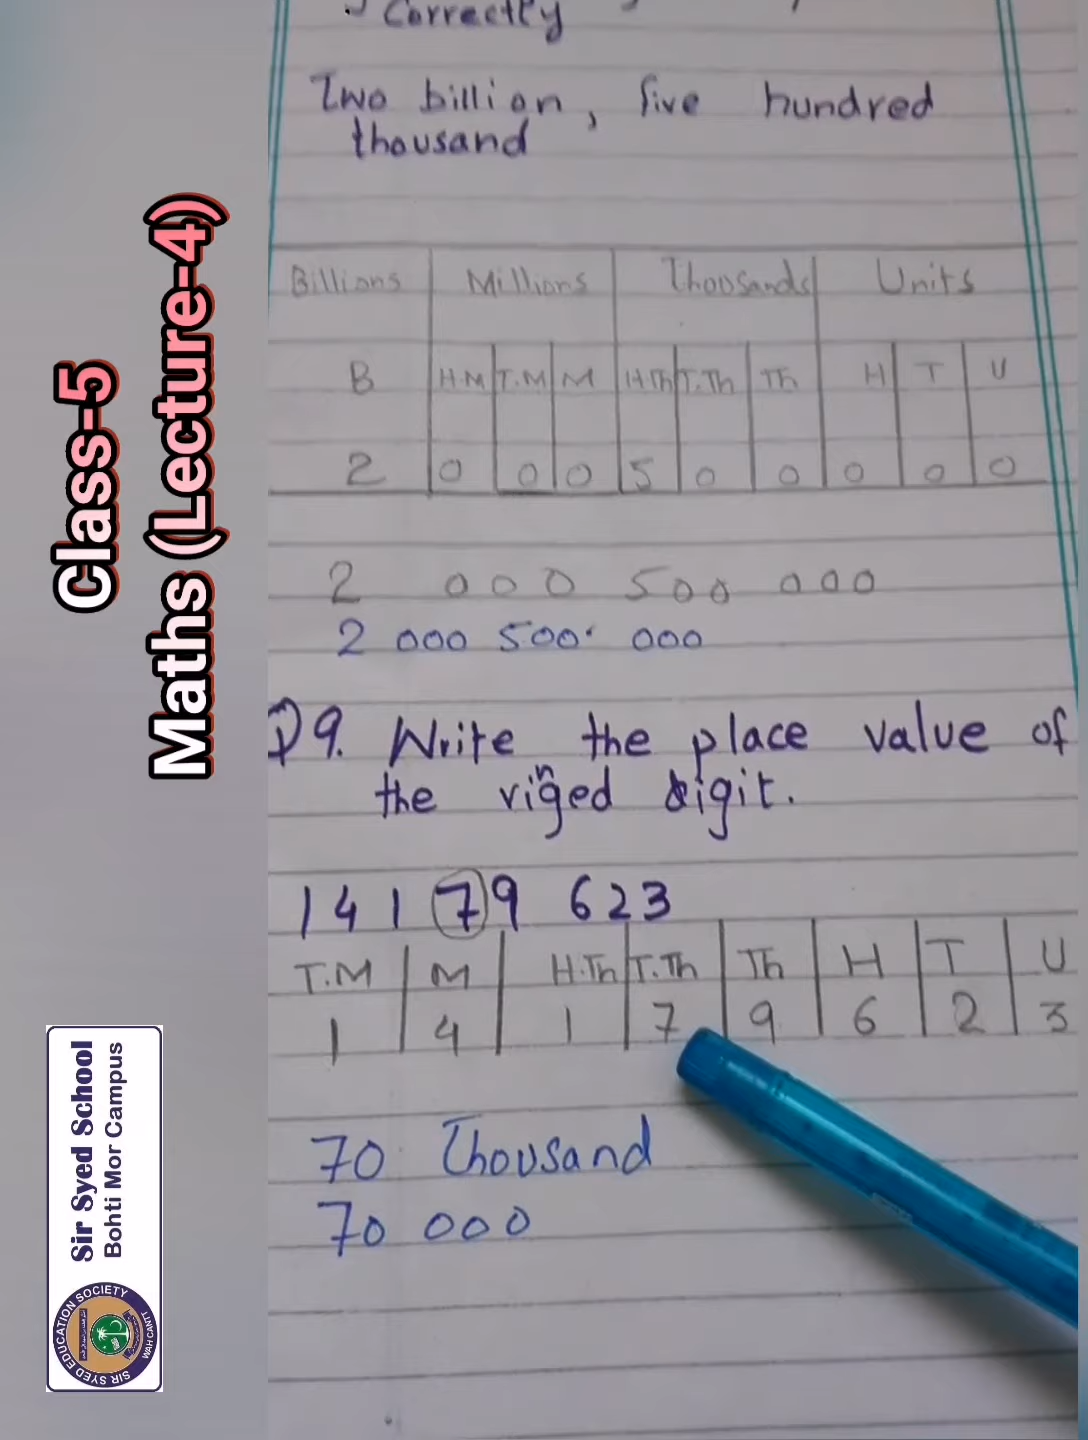 Correctly
Two billion, five hundred
thousand
Billions Millions Thousands Units
B H.M T.M M H.Th T.Th Th H T U
2 0 0 0 5 0 0 0 0 0
2 000 500 000
2 000 500 000
Q9. Write the place value of
the ringed digit.
141 79 623
T.M M H.Th T.Th Th H T U
1 4 1 7 9 6 2 3
70 Thousand
70 000
Class-5
Maths (Lecture-4)
Sir Syed School
Bohti Mor Campus
SIR SYED EDUCATION SOCIETY
WAH CANTT